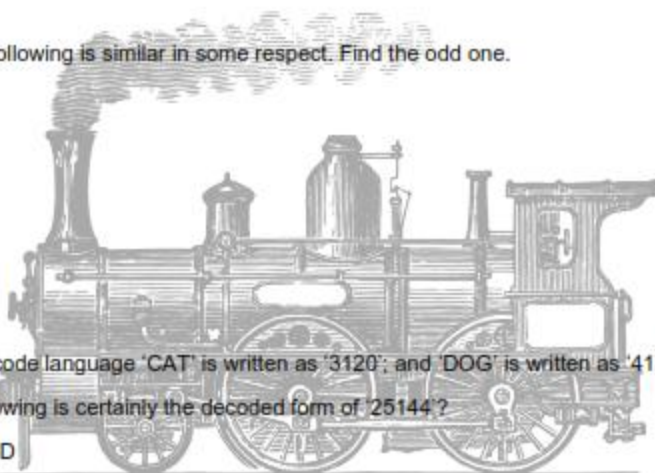 ollowing is similar in some respect. Find the odd one.
code language 'CAT' is written as '3120'; and 'DOG' is written as '41
wing is certainly the decoded form of '25144'?
D